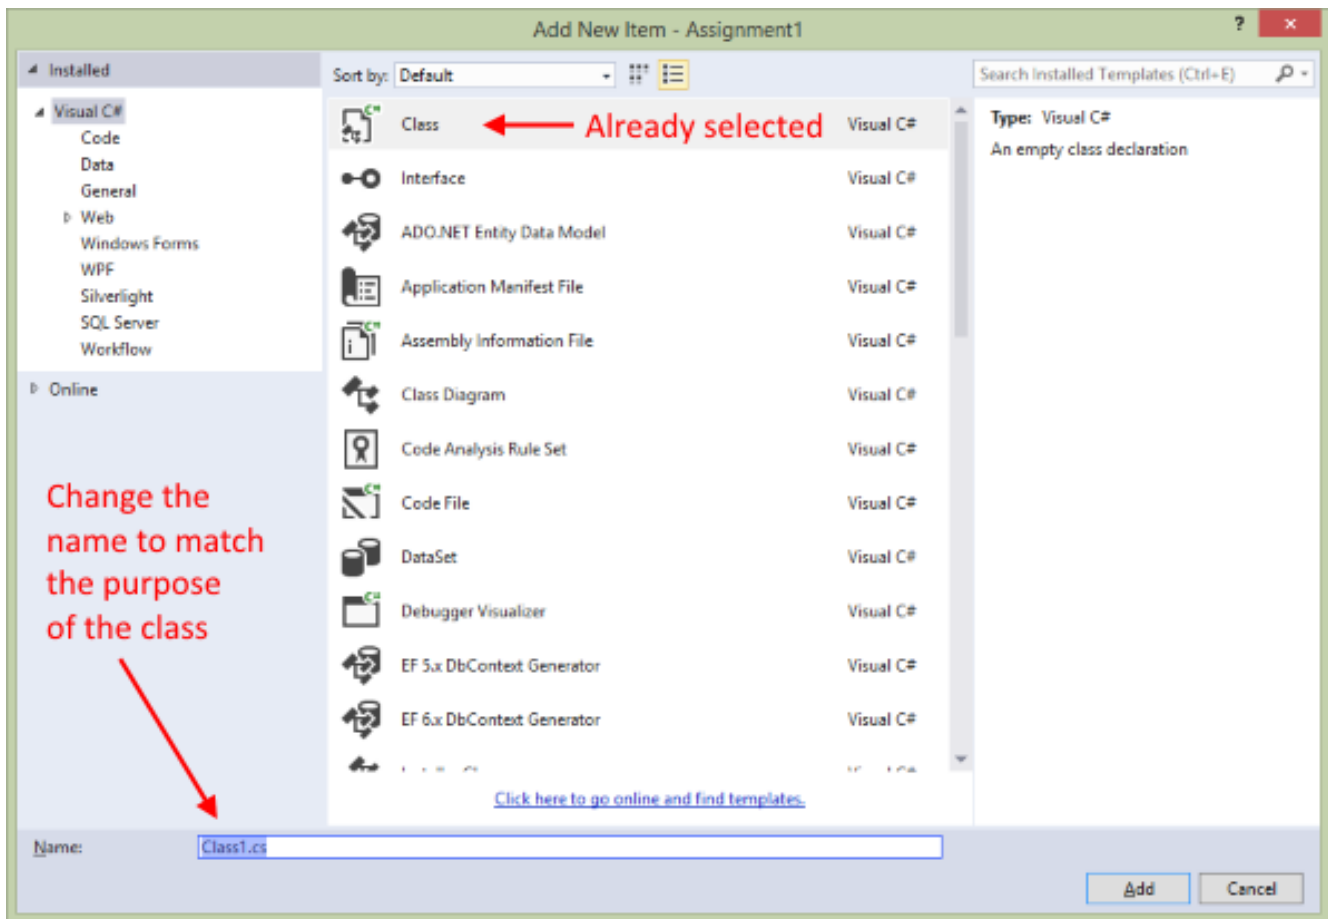 Add New Item - Assignment1
?
Installed
Sort by: Default
Search Installed Templates (Ctrl+E)
Visual C#
Code
Data
General
Web
Windows Forms
WPF
Silverlight
SQL Server
Workflow
Online
Class
Already selected
Visual C#
Interface
Visual C#
ADO.NET Entity Data Model
Visual C#
Application Manifest File
Visual C#
Assembly Information File
Visual C#
Class Diagram
Visual C#
Code Analysis Rule Set
Visual C#
Code File
Visual C#
DataSet
Visual C#
Debugger Visualizer
Visual C#
EF 5.x DbContext Generator
Visual C#
EF 6.x DbContext Generator
Visual C#
Click here to go online and find templates.
Type: Visual C#
An empty class declaration
Change the
name to match
the purpose
of the class
Name:
Class1.cs
Add
Cancel